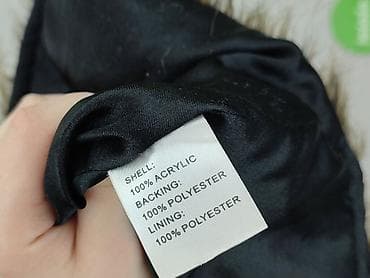 SHELL:
100% ACRYLIC
BACKING:
100% POLYESTER
LINING:
100% POLYESTER